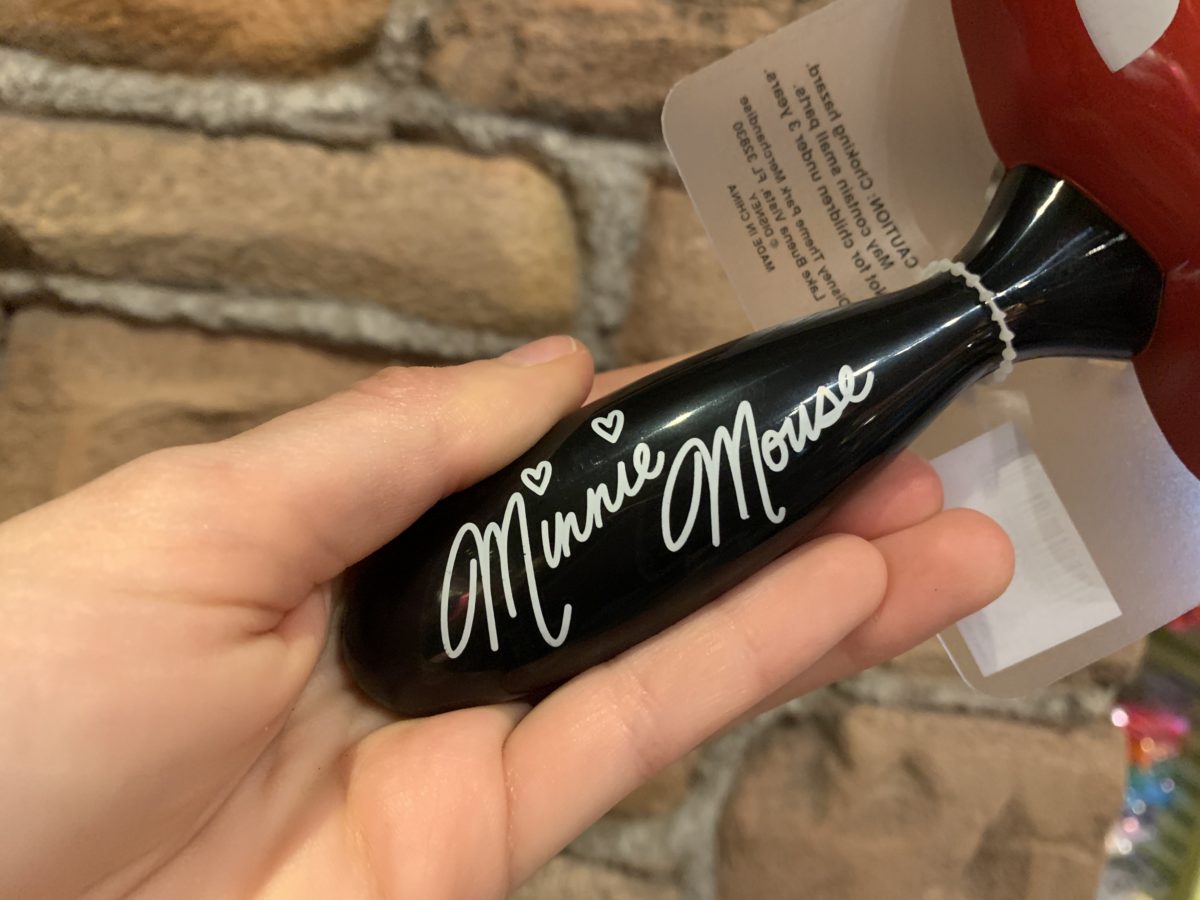 Minnie Mouse
CAUTION: Choking hazard.
May contain small parts.
Not for children under 3 years.
Disney Theme Park Merchandise
Lake Buena Vista, FL 32830
© DISNEY
MADE IN CHINA